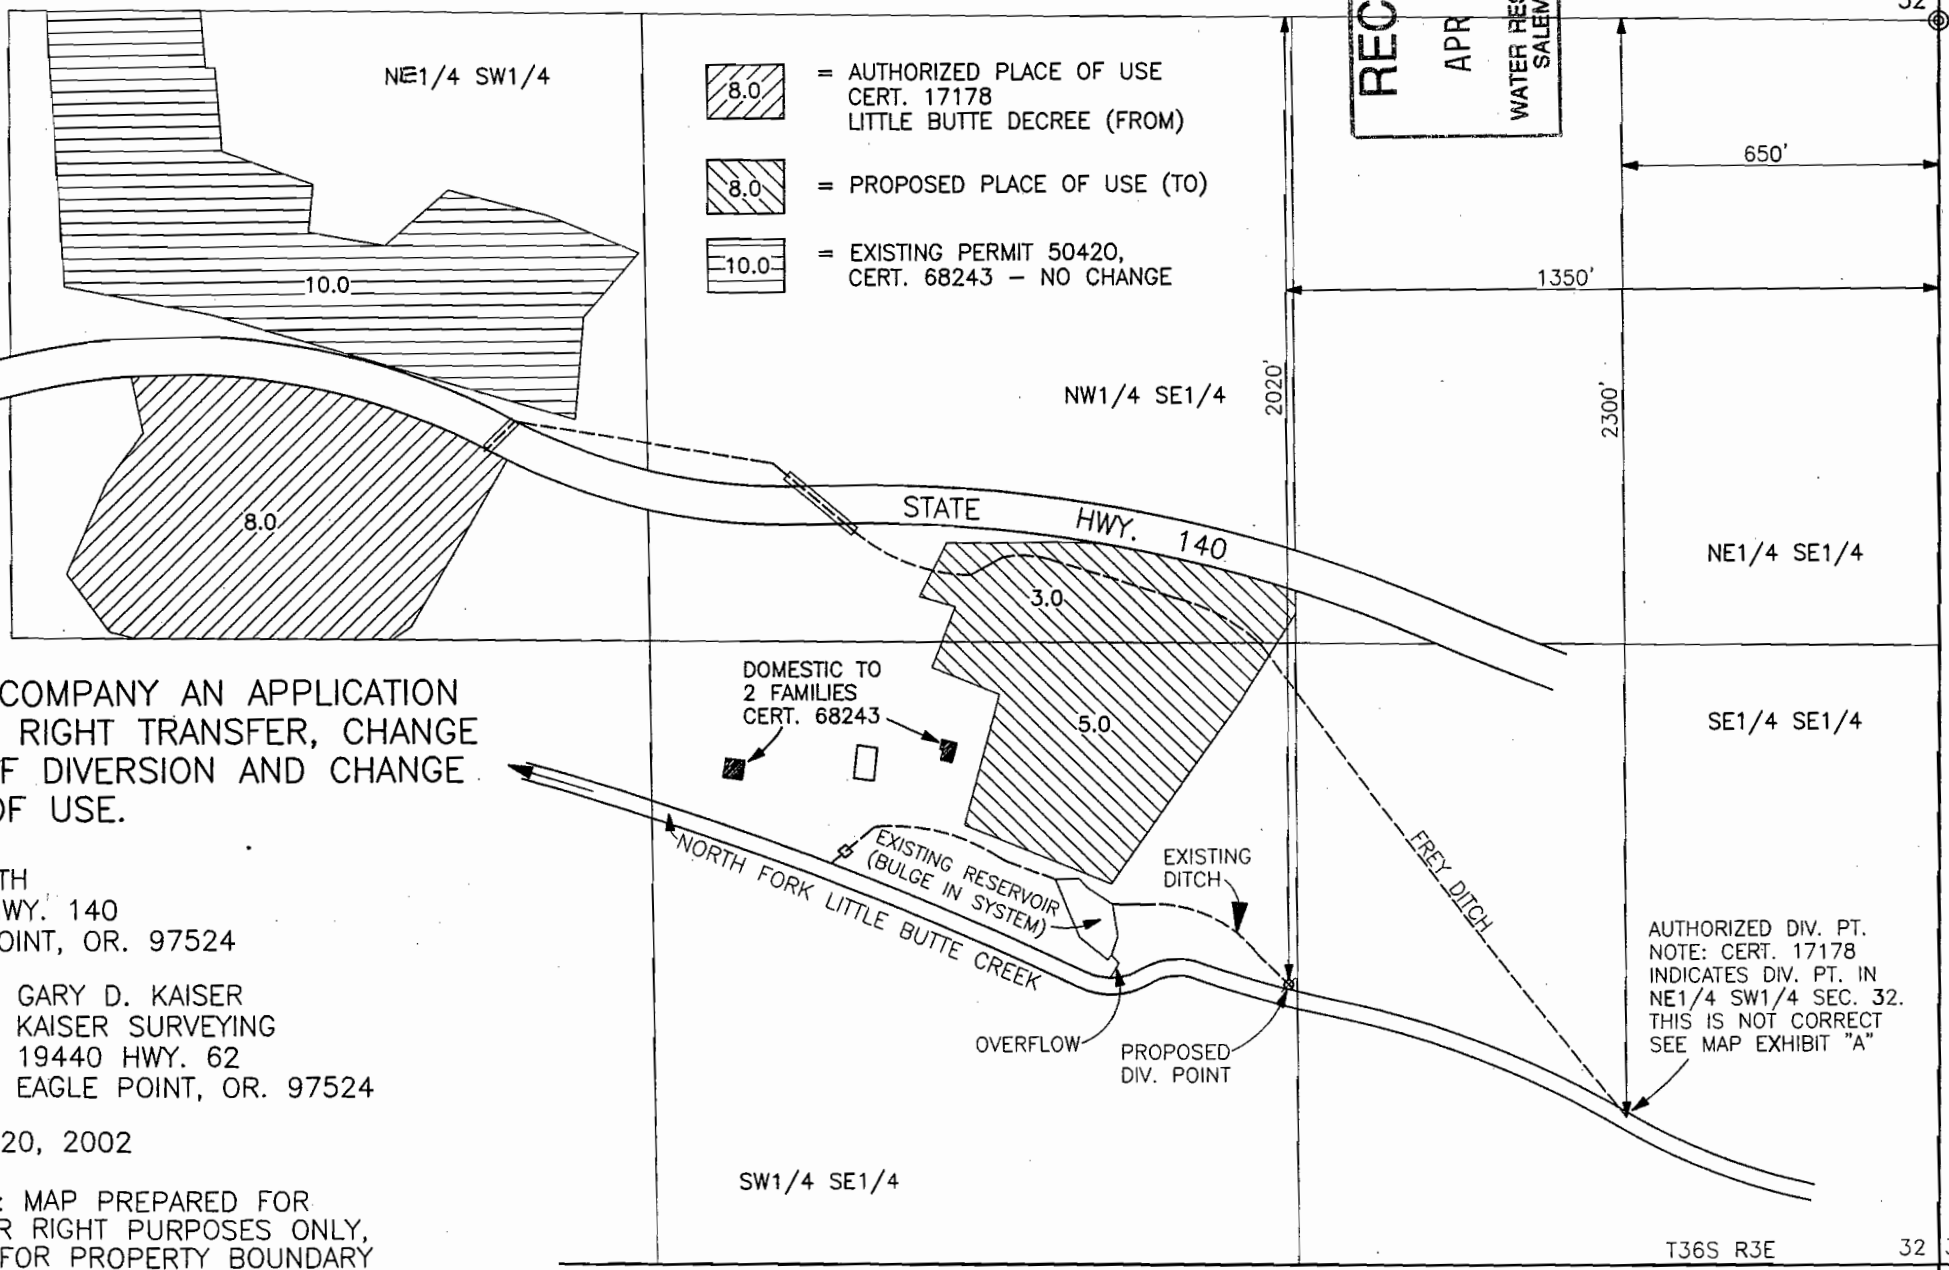 NE1/4 SW1/4
8.0 = AUTHORIZED PLACE OF USE
CERT. 17178
LITTLE BUTTE DECREE (FROM)
8.0 = PROPOSED PLACE OF USE (TO)
10.0 = EXISTING PERMIT 50420,
CERT. 68243 – NO CHANGE
REC
APR
WATER RES
SALEM
32
650'
1350'
2020'
2300'
10.0
NW1/4 SE1/4
8.0
STATE HWY. 140
NE1/4 SE1/4
3.0
5.0
DOMESTIC TO
2 FAMILIES
CERT. 68243
SE1/4 SE1/4
COMPANY AN APPLICATION
RIGHT TRANSFER, CHANGE
F DIVERSION AND CHANGE
OF USE.
TH
WY. 140
OINT, OR. 97524
GARY D. KAISER
KAISER SURVEYING
19440 HWY. 62
EAGLE POINT, OR. 97524
20, 2002
: MAP PREPARED FOR
R RIGHT PURPOSES ONLY,
FOR PROPERTY BOUNDARY
NORTH FORK LITTLE BUTTE CREEK
EXISTING RESERVOIR
(BULGE IN SYSTEM)
EXISTING
DITCH
FREY DITCH
OVERFLOW
PROPOSED
DIV. POINT
AUTHORIZED DIV. PT.
NOTE: CERT. 17178
INDICATES DIV. PT. IN
NE1/4 SW1/4 SEC. 32.
THIS IS NOT CORRECT
SEE MAP EXHIBIT "A"
SW1/4 SE1/4
T36S R3E
32